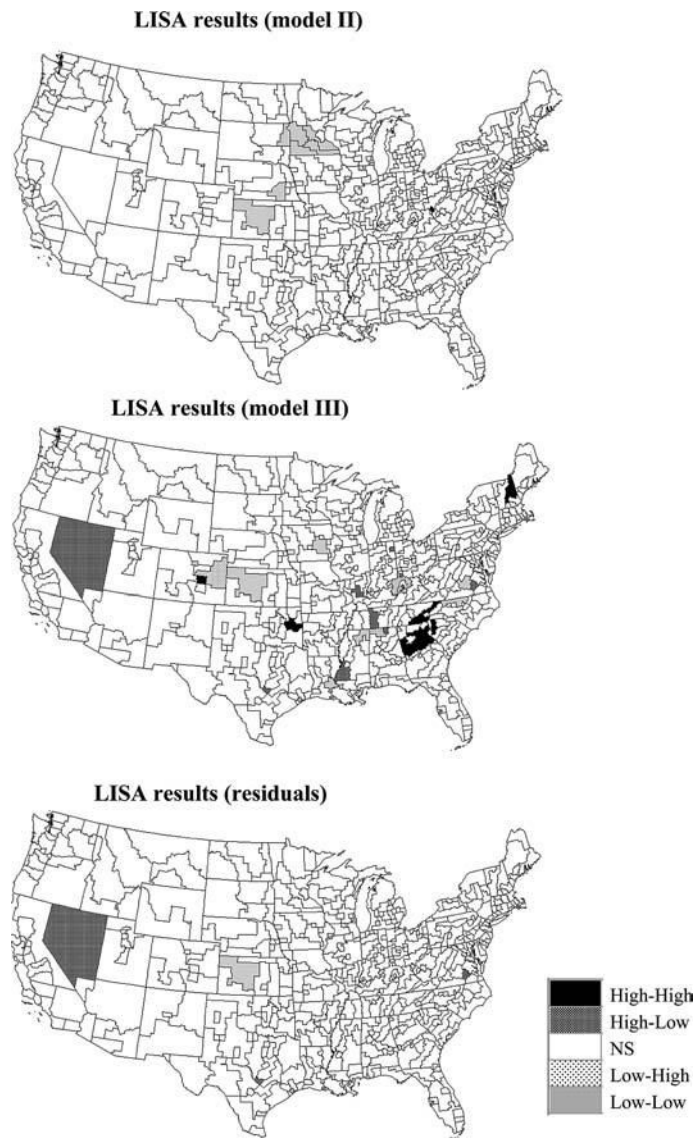 LISA results (model II)
LISA results (model III)
LISA results (residuals)
High-High
High-Low
NS
Low-High
Low-Low